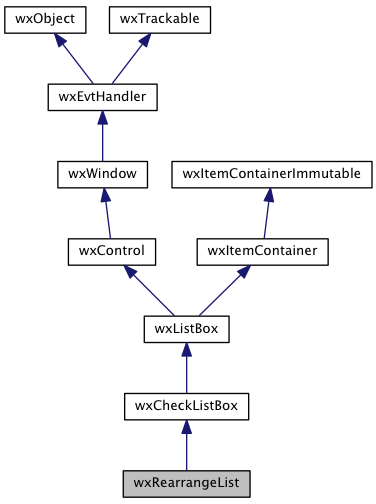 wxObject
wxTrackable
wxEvtHandler
wxWindow
wxItemContainerImmutable
wxControl
wxItemContainer
wxListBox
wxCheckListBox
wxRearrangeList